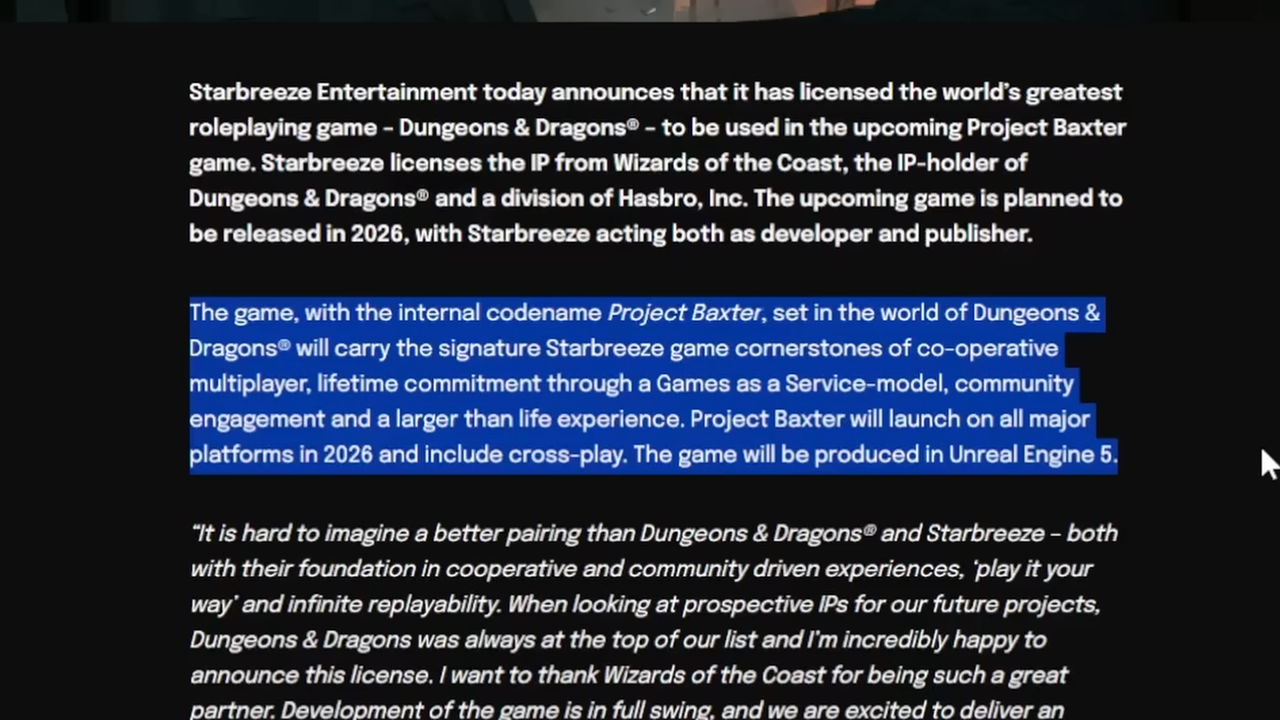 Starbreeze Entertainment today announces that it has licensed the world's greatest
roleplaying game – Dungeons & Dragons® – to be used in the upcoming Project Baxter
game. Starbreeze licenses the IP from Wizards of the Coast, the IP-holder of
Dungeons & Dragons® and a division of Hasbro, Inc. The upcoming game is planned to
be released in 2026, with Starbreeze acting both as developer and publisher.
The game, with the internal codename Project Baxter, set in the world of Dungeons &
Dragons® will carry the signature Starbreeze game cornerstones of co-operative
multiplayer, lifetime commitment through a Games as a Service-model, community
engagement and a larger than life experience. Project Baxter will launch on all major
platforms in 2026 and include cross-play. The game will be produced in Unreal Engine 5.
“It is hard to imagine a better pairing than Dungeons & Dragons® and Starbreeze – both
with their foundation in cooperative and community driven experiences, ‘play it your
way’ and infinite replayability. When looking at prospective IPs for our future projects,
Dungeons & Dragons was always at the top of our list and I’m incredibly happy to
announce this license. I want to thank Wizards of the Coast for being such a great
partner. Development of the game is in full swing, and we are excited to deliver an